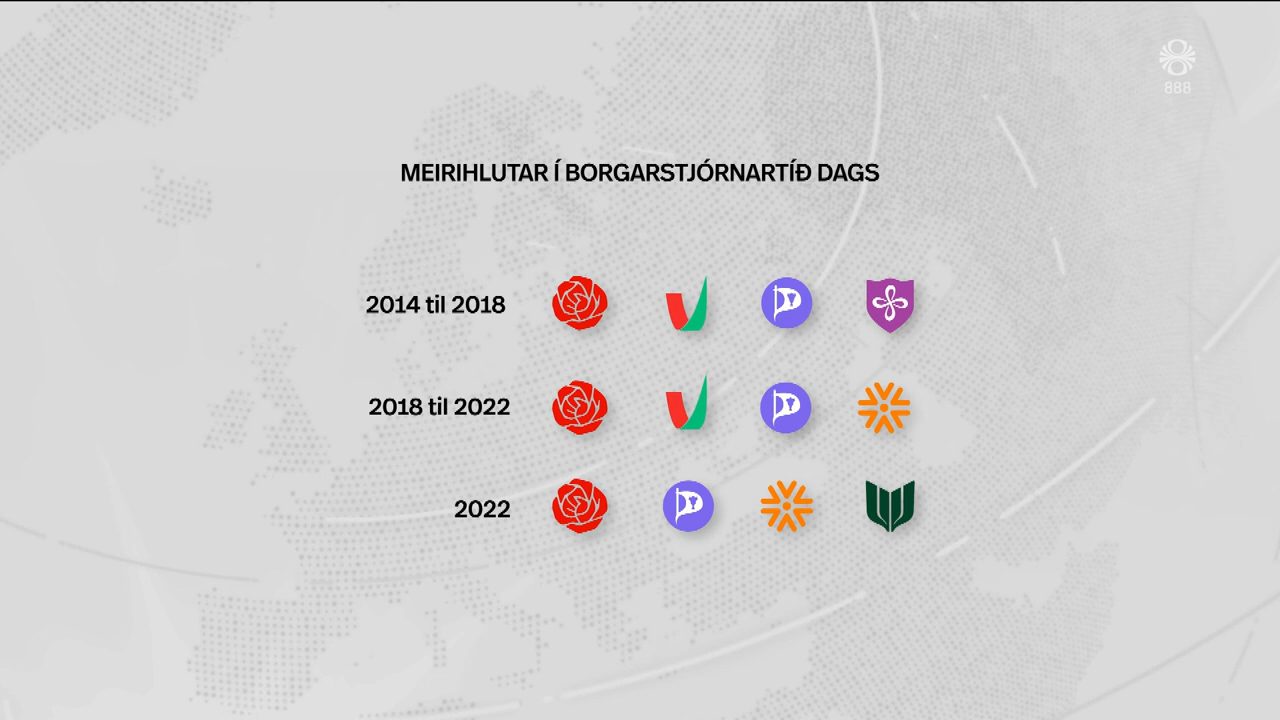 888
MEIRIHLUTAR Í BORGARSTJÓRNARTÍÐ DAGS
2014 til 2018
2018 til 2022
2022